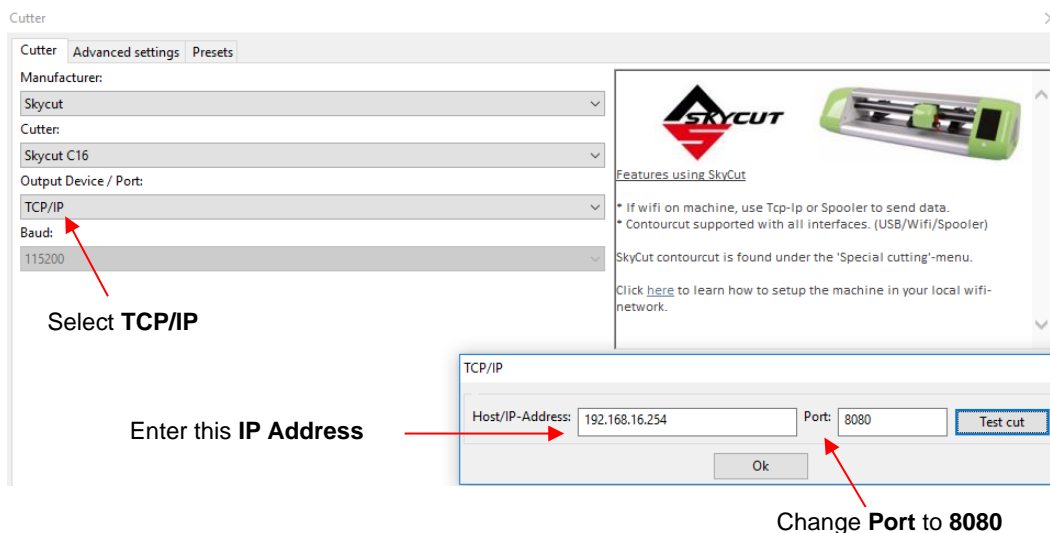 Cutter
Cutter Advanced settings Presets
Manufacturer:
Skycut
Cutter:
Skycut C16
Output Device / Port:
TCP/IP
Baud:
115200
SKYCUT
Features using SkyCut
* If wifi on machine, use Tcp-Ip or Spooler to send data.
* Contourcut supported with all interfaces. (USB/Wifi/Spooler)
SkyCut contourcut is found under the 'Special cutting'-menu.
Click here to learn how to setup the machine in your local wifi-
network.
Select TCP/IP
TCP/IP
Host/IP-Address: 192.168.16.254 Port: 8080 Test cut
Ok
Enter this IP Address
Change Port to 8080